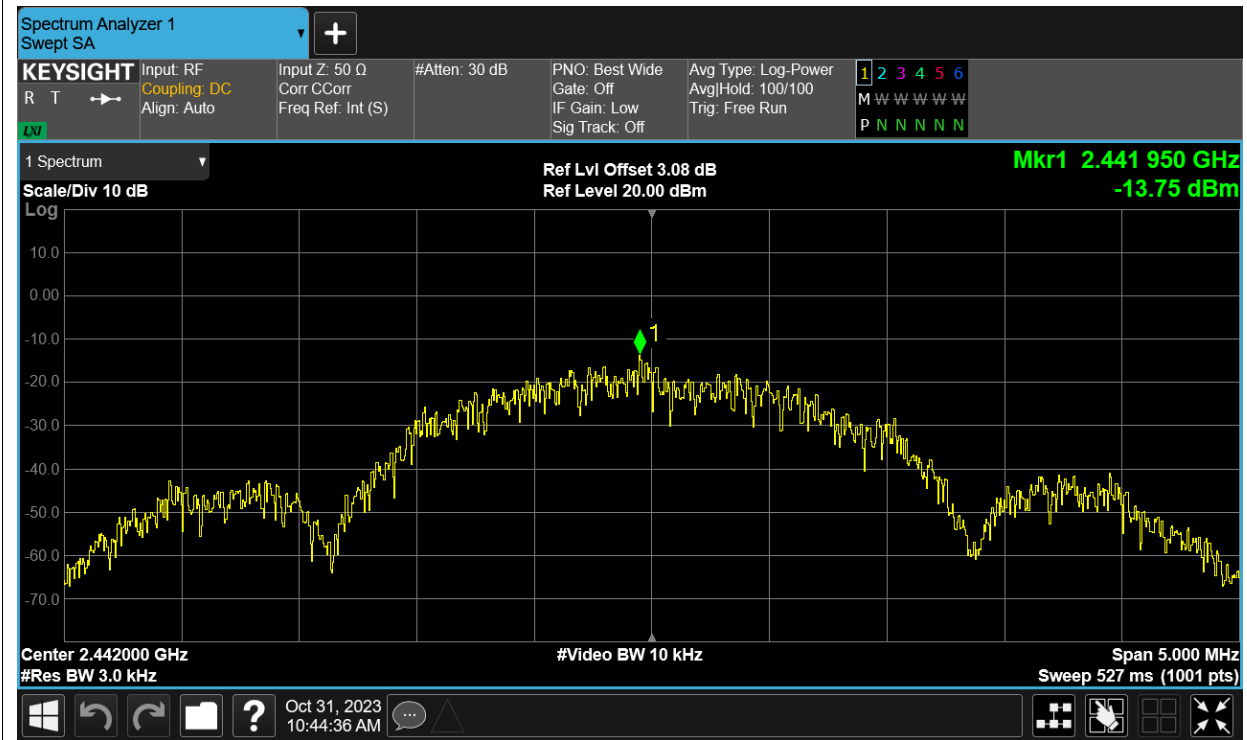 Spectrum Analyzer 1
Swept SA
+
KEYSIGHT
R T
LXI
Input: RF
Coupling: DC
Align: Auto
Input Z: 50 Ω
Corr CCorr
Freq Ref: Int (S)
#Atten: 30 dB
PNO: Best Wide
Gate: Off
IF Gain: Low
Sig Track: Off
Avg Type: Log-Power
Avg|Hold: 100/100
Trig: Free Run
1 2 3 4 5 6
M W W W W W
P N N N N N
1 Spectrum
Scale/Div 10 dB
Log
Ref Lvl Offset 3.08 dB
Ref Level 20.00 dBm
Mkr1 2.441 950 GHz
-13.75 dBm
10.0
0.00
-10.0
-20.0
-30.0
-40.0
-50.0
-60.0
-70.0
1
Center 2.442000 GHz
#Res BW 3.0 kHz
#Video BW 10 kHz
Span 5.000 MHz
Sweep 527 ms (1001 pts)
?
Oct 31, 2023
10:44:36 AM